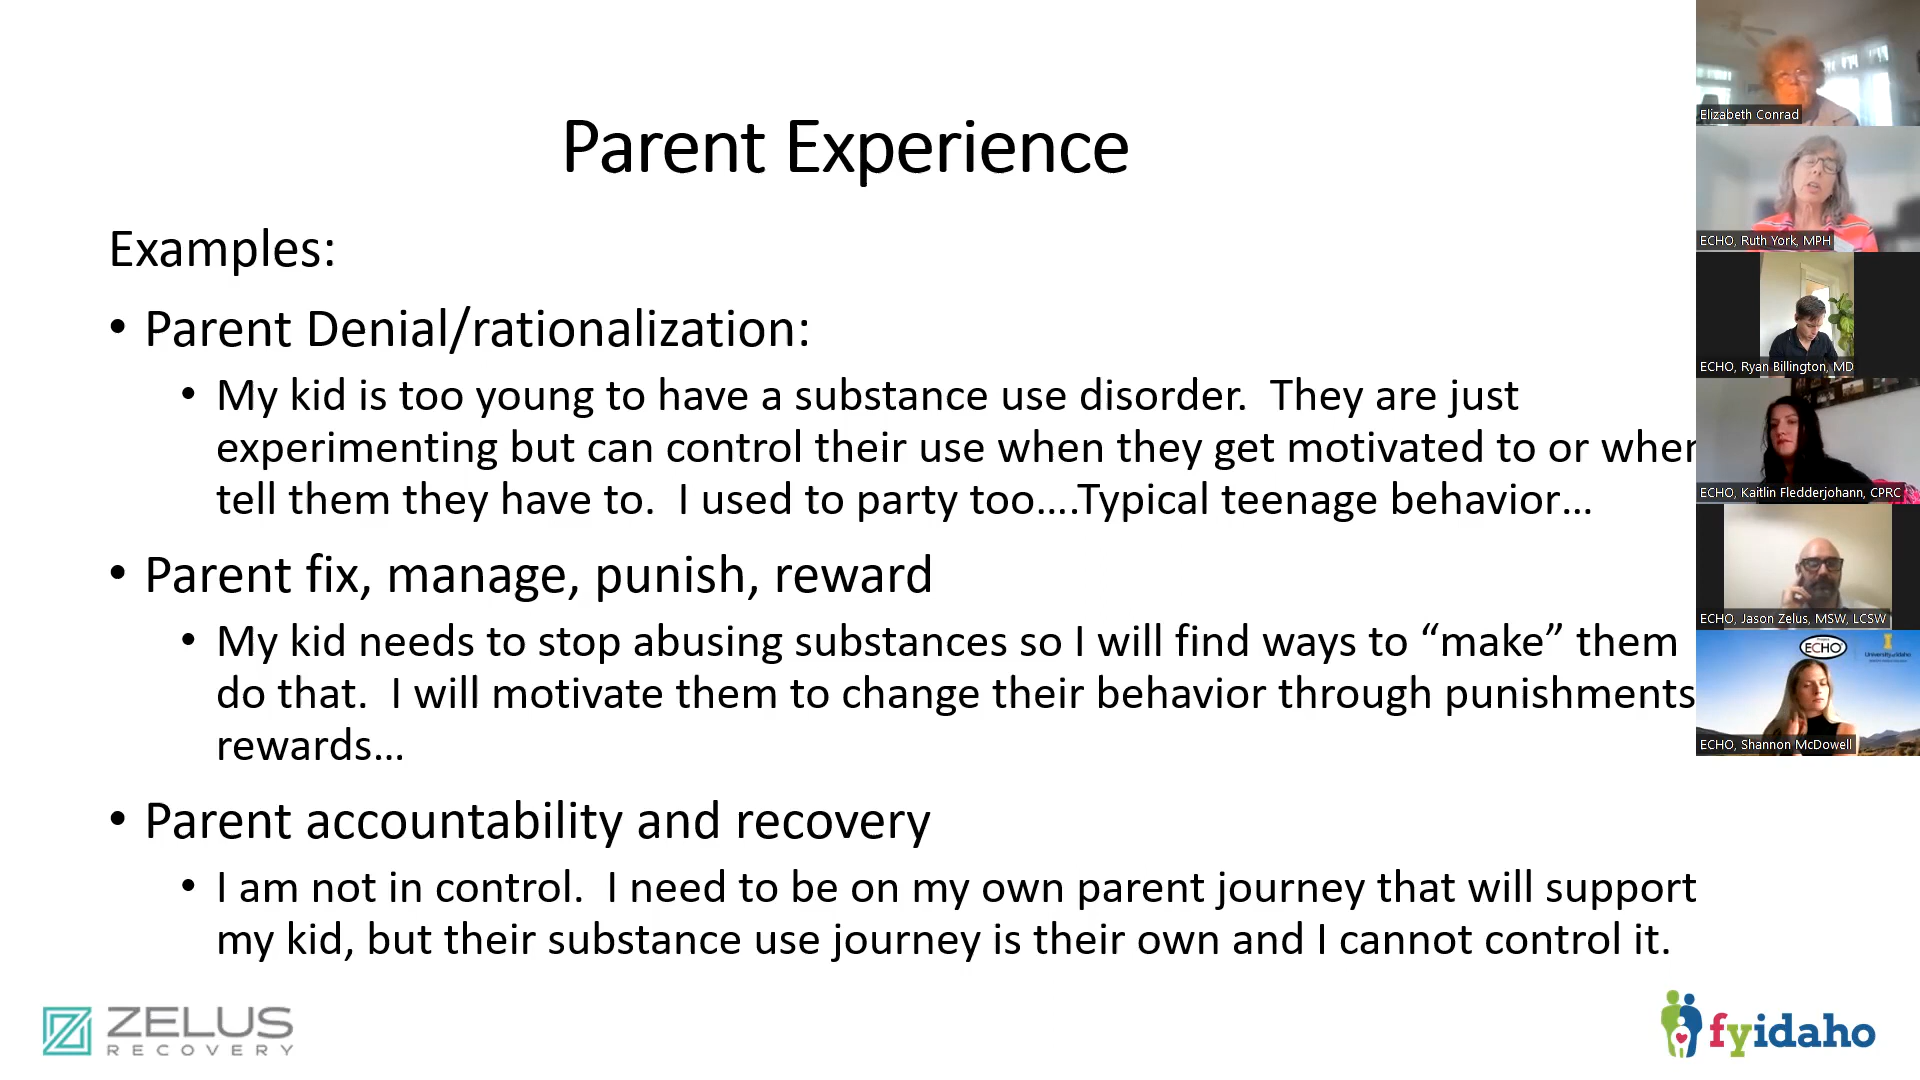 Parent Experience
Examples:
• Parent Denial/rationalization:
• My kid is too young to have a substance use disorder.  They are just
experimenting but can control their use when they get motivated to or when
tell them they have to.  I used to party too....Typical teenage behavior...
• Parent fix, manage, punish, reward
• My kid needs to stop abusing substances so I will find ways to “make” them
do that.  I will motivate them to change their behavior through punishments
rewards...
• Parent accountability and recovery
• I am not in control.  I need to be on my own parent journey that will support
my kid, but their substance use journey is their own and I cannot control it.
ZELUS
RECOVERY
fyidaho
Elizabeth Conrad
ECHO, Ruth York, MPH
ECHO, Ryan Billington, MD
ECHO, Kaitlin Fledderjohann, CPRC
ECHO, Jason Zelus, MSW, LCSW
ECHO
University of Idaho
ECHO, Shannon McDowell